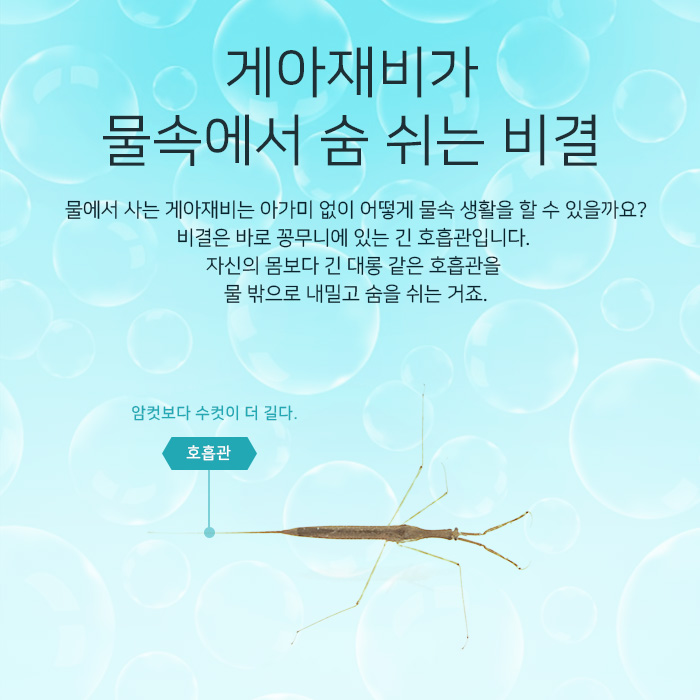 게아재비가
물속에서 숨 쉬는 비결
물에서 사는 게아재비는 아가미 없이 어떻게 물속 생활을 할 수 있을까요?
비결은 바로 꽁무니에 있는 긴 호흡관입니다.
자신의 몸보다 긴 대롱 같은 호흡관을
물 밖으로 내밀고 숨을 쉬는 거죠.
암컷보다 수컷이 더 길다.
호흡관